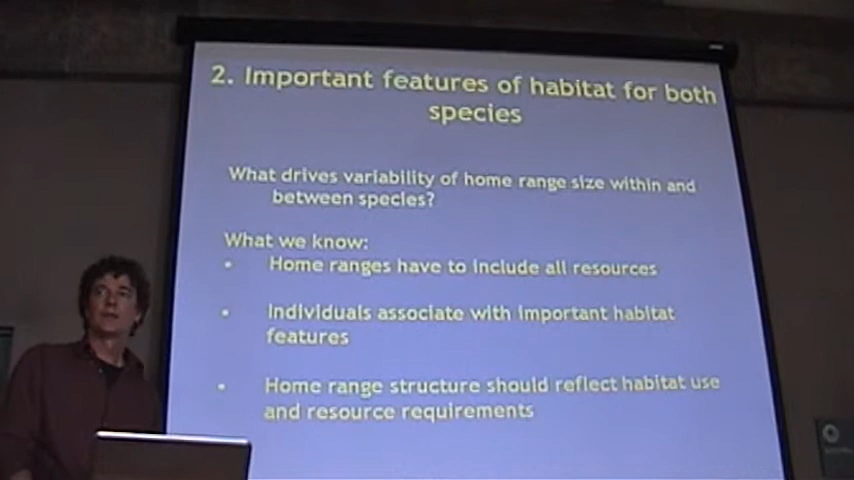 2. Important features of habitat for both
species
What drives variability of home range size within and
between species?
What we know:
• Home ranges have to include all resources
• Individuals associate with important habitat
features
• Home range structure should reflect habitat use
and resource requirements